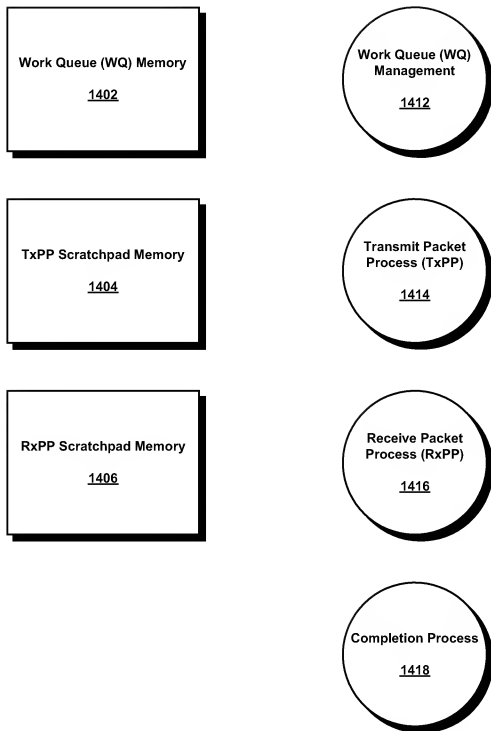 Work Queue (WQ) Memory
1402
Work Queue (WQ)
Management
1412
TxPP Scratchpad Memory
1404
Transmit Packet
Process (TxPP)
1414
RxPP Scratchpad Memory
1406
Receive Packet
Process (RxPP)
1416
Completion Process
1418